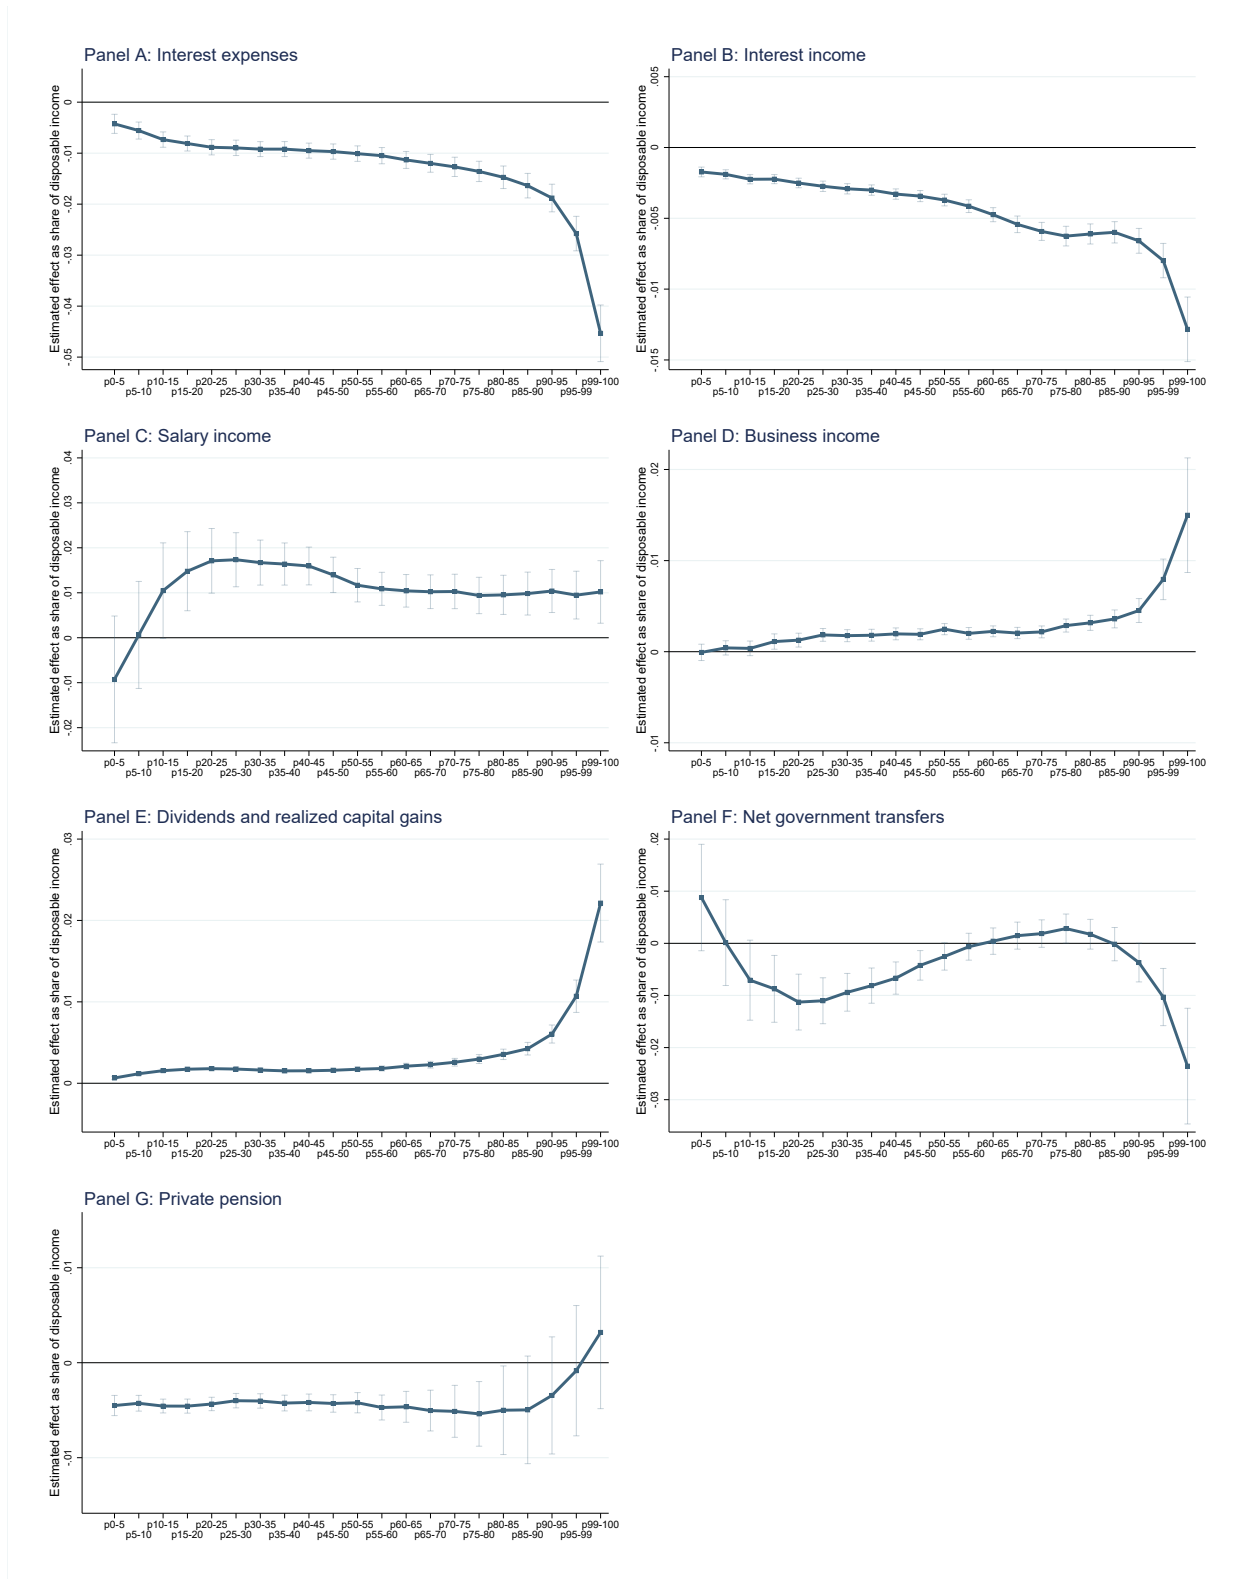 Panel A: Interest expenses
Estimated effect as share of disposable income
0
-.01
-.02
-.03
-.04
-.05
p0-5 p10-15 p20-25 p30-35 p40-45 p50-55 p60-65 p70-75 p80-85 p90-95 p99-100
p5-10 p15-20 p25-30 p35-40 p45-50 p55-60 p65-70 p75-80 p85-90 p95-99
Panel B: Interest income
Estimated effect as share of disposable income
.005
0
-.005
-.01
-.015
p0-5 p10-15 p20-25 p30-35 p40-45 p50-55 p60-65 p70-75 p80-85 p90-95 p99-100
p5-10 p15-20 p25-30 p35-40 p45-50 p55-60 p65-70 p75-80 p85-90 p95-99
Panel C: Salary income
Estimated effect as share of disposable income
.04
.03
.02
.01
0
-.01
-.02
p0-5 p10-15 p20-25 p30-35 p40-45 p50-55 p60-65 p70-75 p80-85 p90-95 p99-100
p5-10 p15-20 p25-30 p35-40 p45-50 p55-60 p65-70 p75-80 p85-90 p95-99
Panel D: Business income
Estimated effect as share of disposable income
.02
.01
0
-.01
p0-5 p10-15 p20-25 p30-35 p40-45 p50-55 p60-65 p70-75 p80-85 p90-95 p99-100
p5-10 p15-20 p25-30 p35-40 p45-50 p55-60 p65-70 p75-80 p85-90 p95-99
Panel E: Dividends and realized capital gains
Estimated effect as share of disposable income
.03
.02
.01
0
p0-5 p10-15 p20-25 p30-35 p40-45 p50-55 p60-65 p70-75 p80-85 p90-95 p99-100
p5-10 p15-20 p25-30 p35-40 p45-50 p55-60 p65-70 p75-80 p85-90 p95-99
Panel F: Net government transfers
Estimated effect as share of disposable income
.02
.01
0
-.01
-.02
-.03
p0-5 p10-15 p20-25 p30-35 p40-45 p50-55 p60-65 p70-75 p80-85 p90-95 p99-100
p5-10 p15-20 p25-30 p35-40 p45-50 p55-60 p65-70 p75-80 p85-90 p95-99
Panel G: Private pension
Estimated effect as share of disposable income
.01
0
-.01
p0-5 p10-15 p20-25 p30-35 p40-45 p50-55 p60-65 p70-75 p80-85 p90-95 p99-100
p5-10 p15-20 p25-30 p35-40 p45-50 p55-60 p65-70 p75-80 p85-90 p95-99